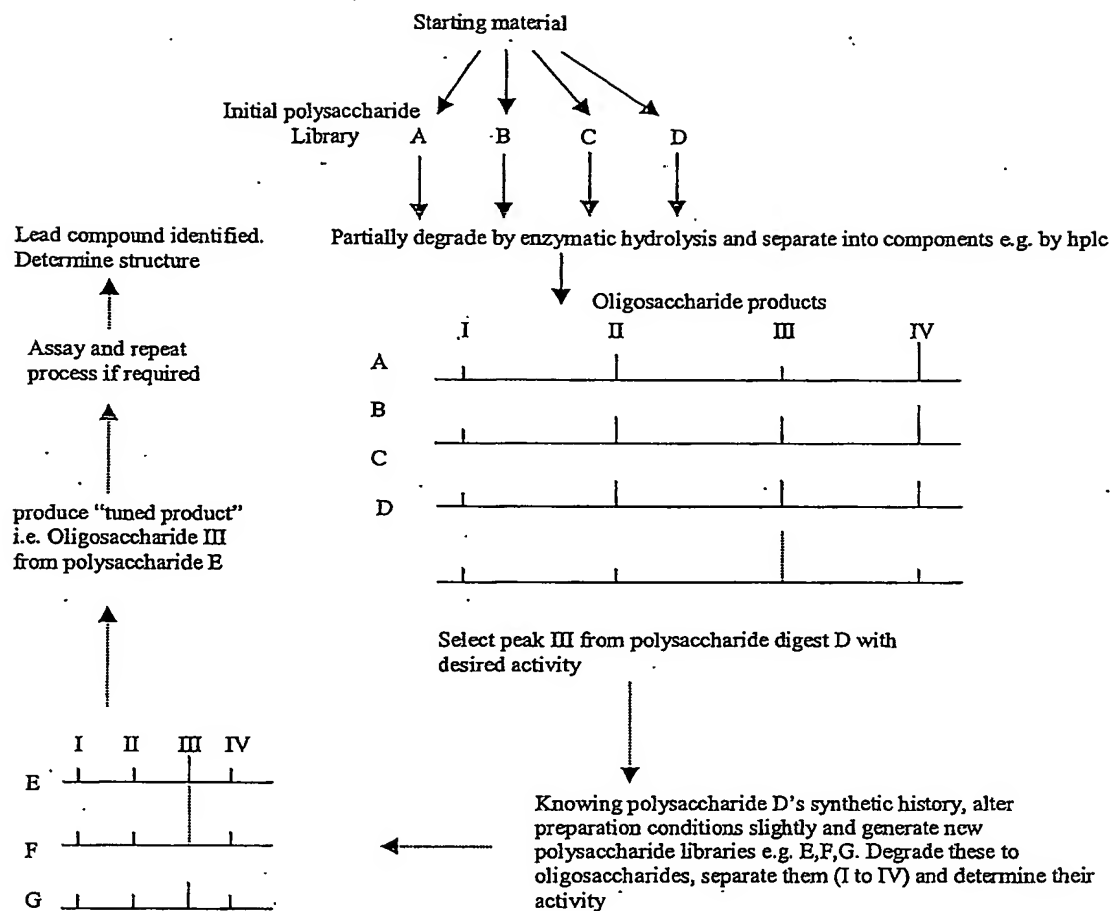 Starting material
Initial polysaccharide
Library A B C D
Partially degrade by enzymatic hydrolysis and separate into components e.g. by hplc
Oligosaccharide products
I II III IV
A
B
C
D
Select peak III from polysaccharide digest D with
desired activity
Knowing polysaccharide D's synthetic history, alter
preparation conditions slightly and generate new
polysaccharide libraries e.g. E,F,G. Degrade these to
oligosaccharides, separate them (I to IV) and determine their
activity
I II III IV
E
F
G
produce "tuned product"
i.e. Oligosaccharide III
from polysaccharide E
Assay and repeat
process if required
Lead compound identified.
Determine structure